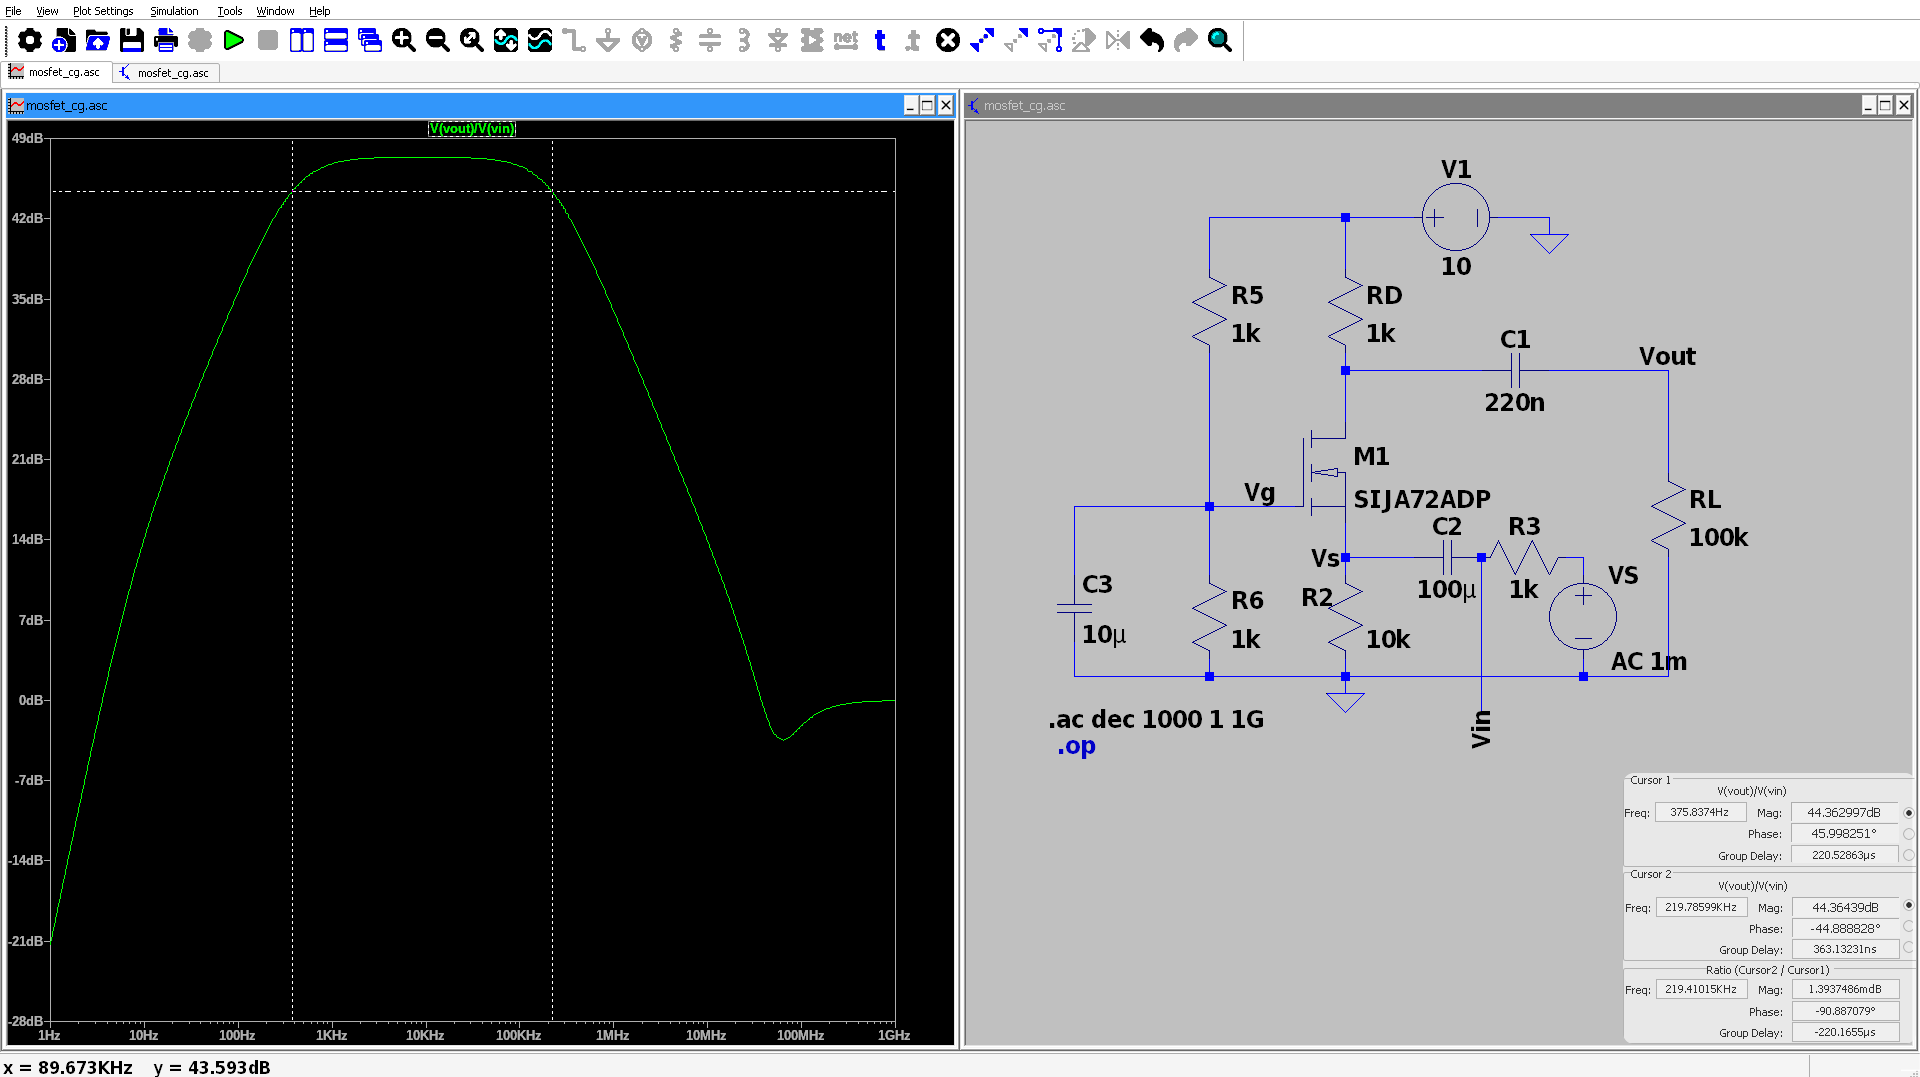 File View Plot Settings Simulation Tools Window Help
net t t
mosfet_cg.asc mosfet_cg.asc
mosfet_cg.asc
V(vout)/V(vin)
49dB
42dB
35dB
28dB
21dB
14dB
7dB
0dB
-7dB
-14dB
-21dB
-28dB
1Hz 10Hz 100Hz 1KHz 10KHz 100KHz 1MHz 10MHz 100MHz 1GHz
mosfet_cg.asc
V1
10
R5
1k
RD
1k
C1
220n
Vout
M1
SIJA72ADP
Vg
RL
100k
C2
100µ
R3
1k
Vs
VS
AC 1m
C3
10µ
R6
1k
R2
10k
Vin
.ac dec 1000 1 1G
.op
Cursor 1
V(vout)/V(vin)
Freq: 375.8374Hz Mag: 44.362997dB
Phase: 45.998251°
Group Delay: 220.52863µs
Cursor 2
V(vout)/V(vin)
Freq: 219.78599KHz Mag: 44.36439dB
Phase: -44.888828°
Group Delay: 363.13231ns
Ratio (Cursor2 / Cursor1)
Freq: 219.41015KHz Mag: 1.3937486mdB
Phase: -90.887079°
Group Delay: -220.1655µs
x = 89.673KHz y = 43.593dB